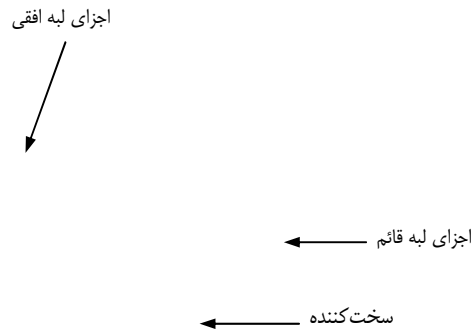 اجزای لبه افقی
اجزای لبه قائم
سخت‌کننده